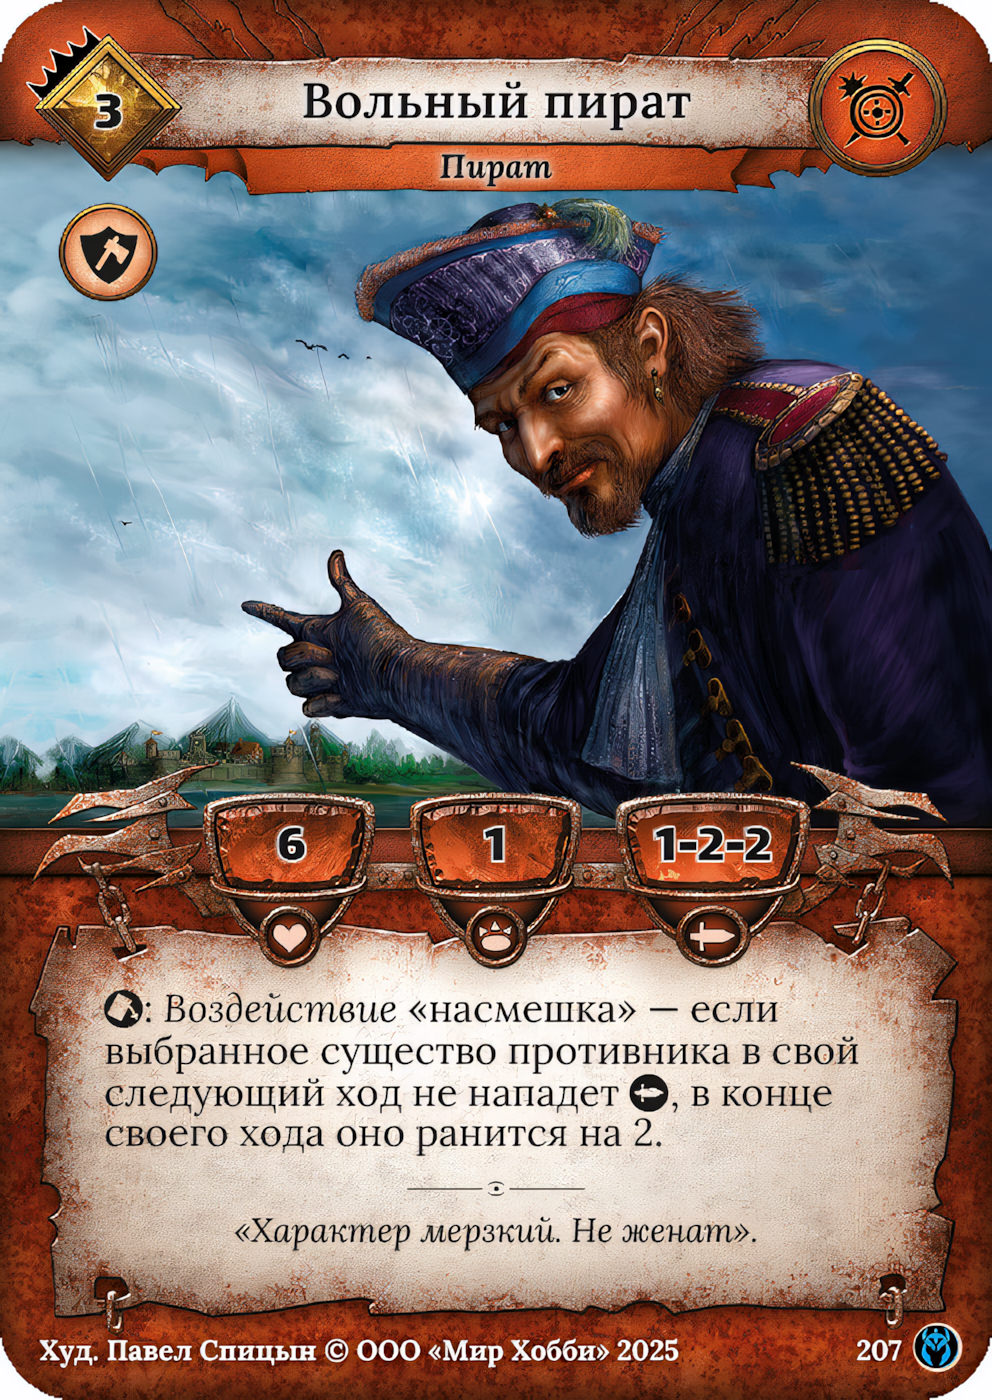 3
Вольный пират
Пират
6
1
1-2-2
: Воздействие «насмешка» — если
выбранное существо противника в свой
следующий ход не нападет , в конце
своего хода оно ранится на 2.
«Характер мерзкий. Не женат».
Худ. Павел Спицын © ООО «Мир Хобби» 2025
207